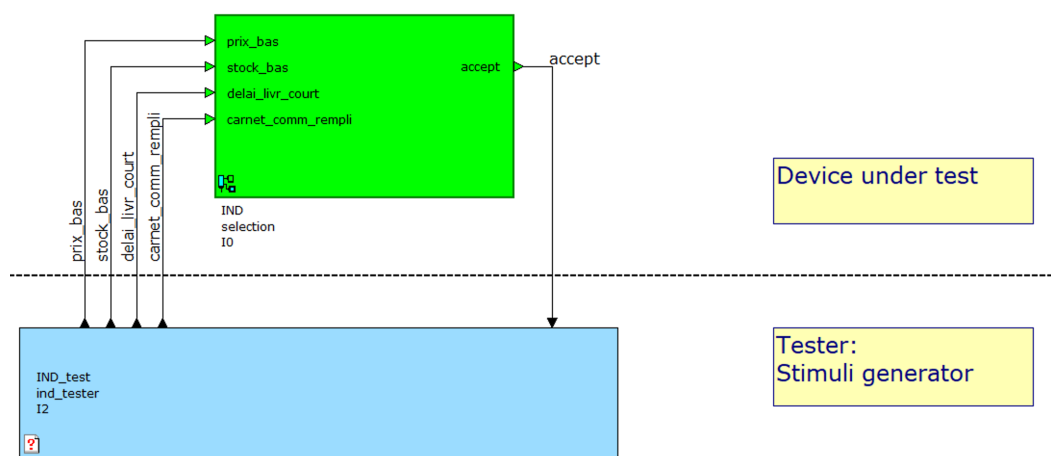 prix_bas
stock_bas
accept
delai_livr_court
carnet_comm_rempli
accept
prix_bas
stock_bas
delai_livr_court
carnet_comm_rempli
IND
selection
I0
Device under test
IND_test
ind_tester
I2
?
Tester:
Stimuli generator